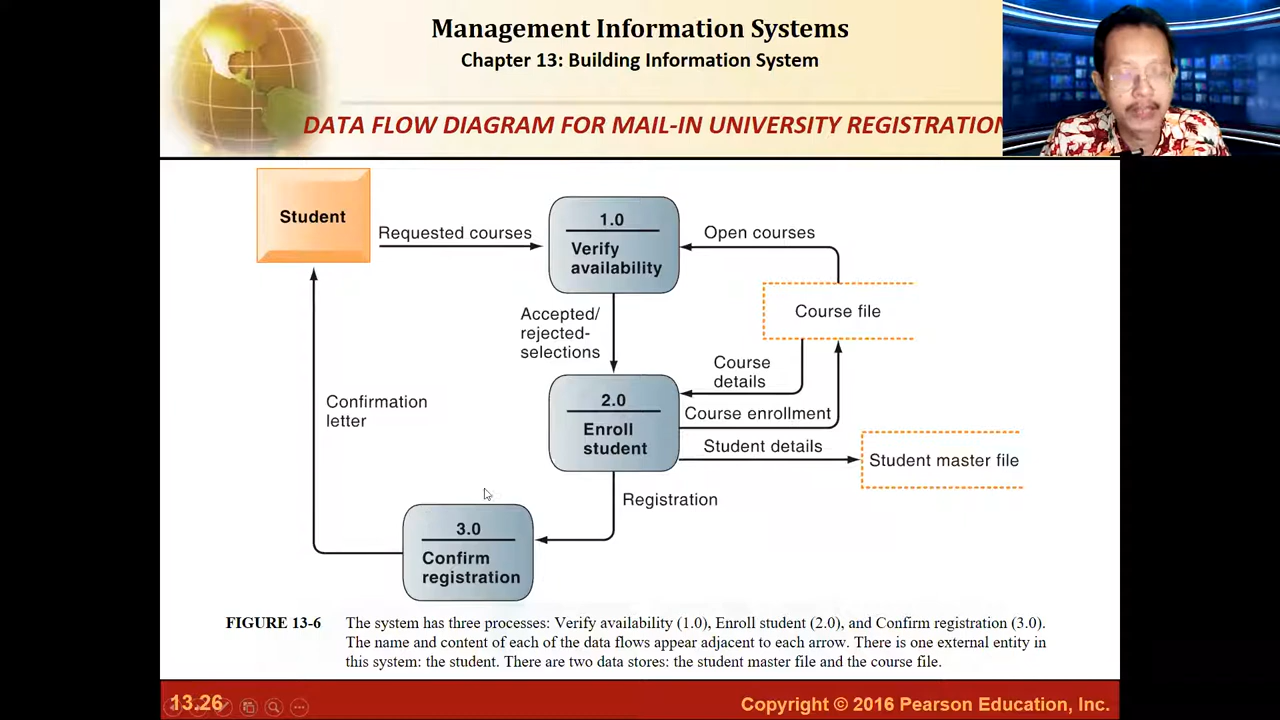 Management Information Systems
Chapter 13: Building Information System
DATA FLOW DIAGRAM FOR MAIL-IN UNIVERSITY REGISTRATION
Student
Requested courses
1.0
Verify
availability
Open courses
Course file
Accepted/
rejected-
selections
Course
details
2.0
Enroll
student
Course enrollment
Student details
Student master file
Confirmation
letter
Registration
3.0
Confirm
registration
FIGURE 13-6 The system has three processes: Verify availability (1.0), Enroll student (2.0), and Confirm registration (3.0).
The name and content of each of the data flows appear adjacent to each arrow. There is one external entity in
this system: the student. There are two data stores: the student master file and the course file.
13.26
Copyright © 2016 Pearson Education, Inc.